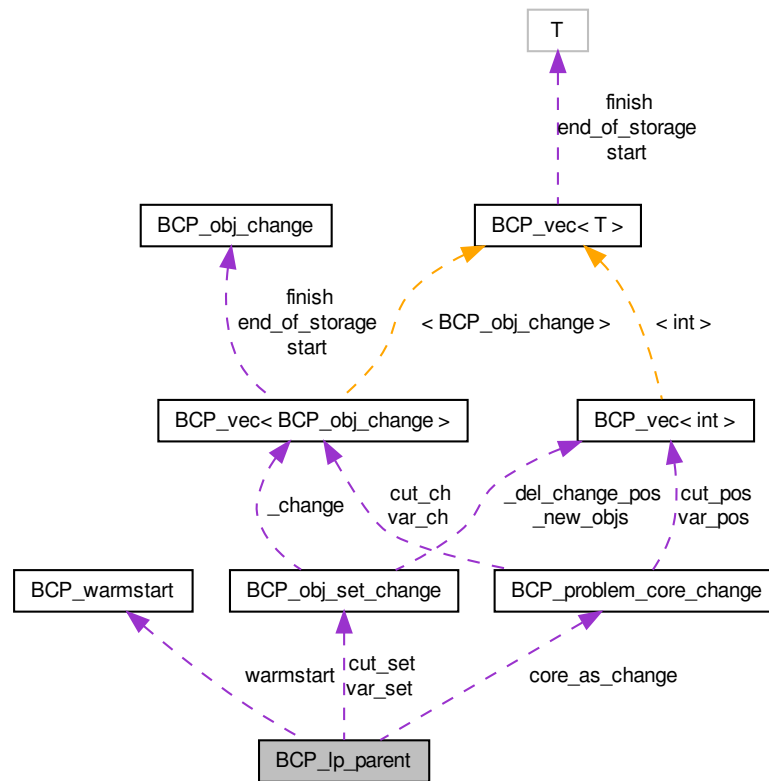 T
finish
end_of_storage
start
BCP_obj_change
BCP_vec< T >
finish
end_of_storage
start
< BCP_obj_change >
< int >
BCP_vec< BCP_obj_change >
BCP_vec< int >
_change
cut_ch
var_ch
_del_change_pos
_new_objs
cut_pos
var_pos
BCP_warmstart
BCP_obj_set_change
BCP_problem_core_change
warmstart
cut_set
var_set
core_as_change
BCP_lp_parent